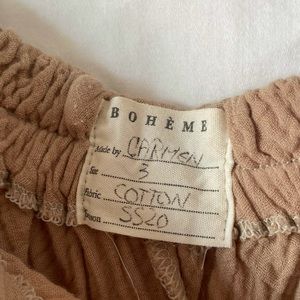 BOHÈME
Made by CARMEN
Size 3
Fabric COTTON
Season SS20